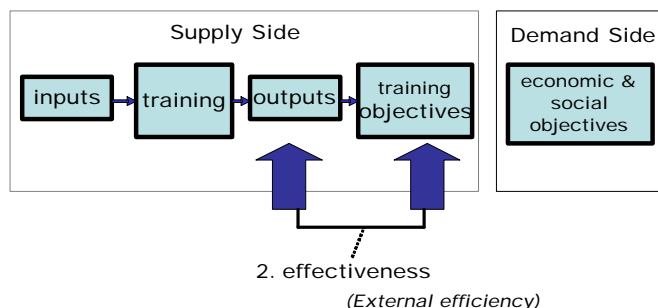 Supply Side
Demand Side
inputs
training
outputs
training
objectives
economic &
social
objectives
2. effectiveness
(External efficiency)